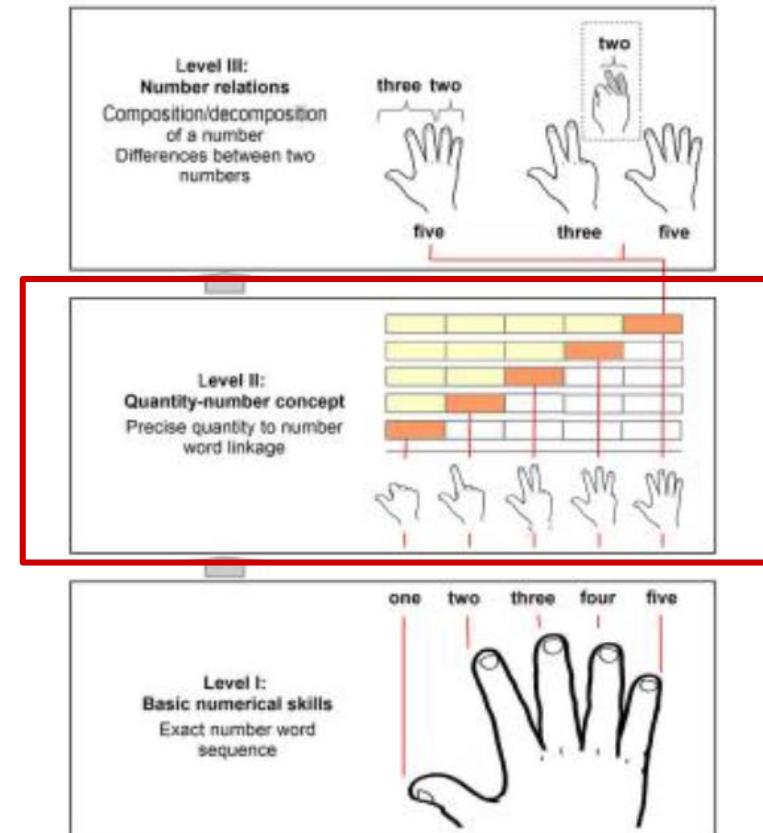 Level III:
Number relations
Composition/decomposition
of a number
Differences between two
numbers
three two
two
five
three
five
Level II:
Quantity-number concept
Precise quantity to number
word linkage
one two three four five
Level I:
Basic numerical skills
Exact number word
sequence